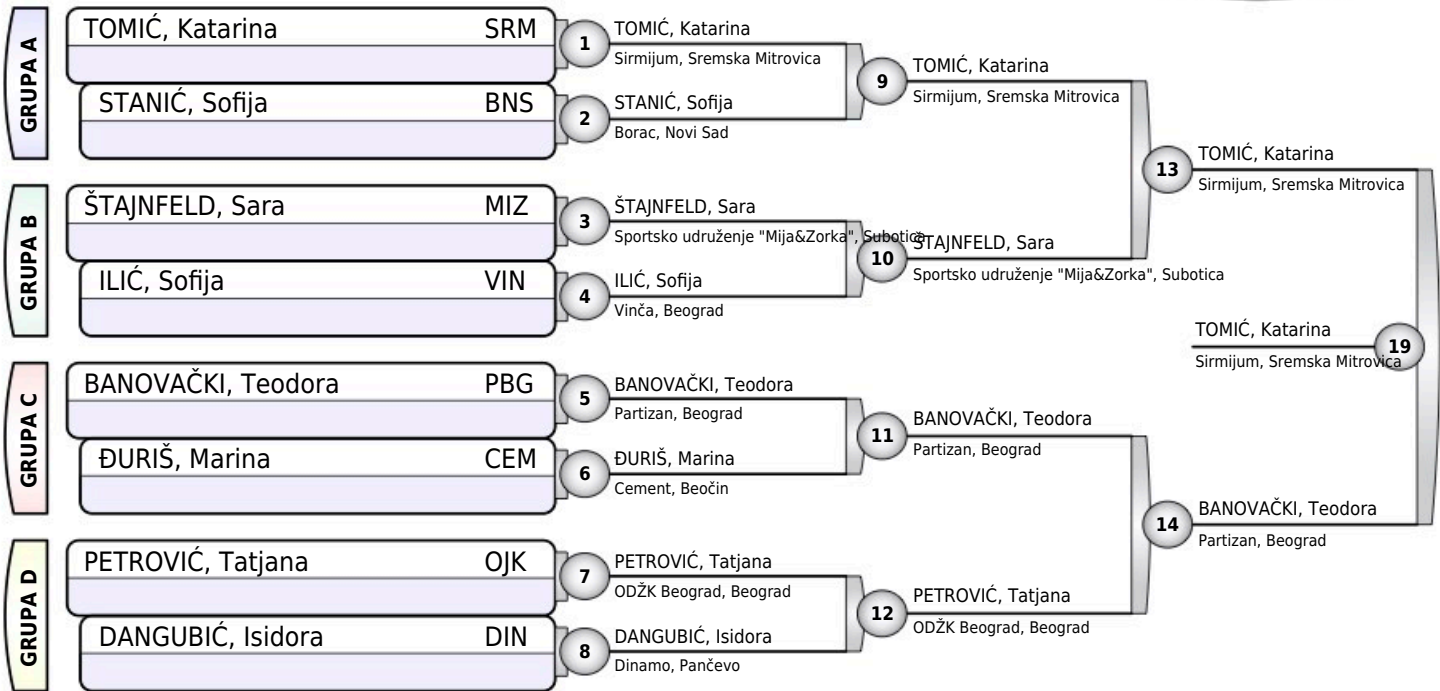 GRUPA A
TOMIĆ, Katarina SRM
STANIĆ, Sofija BNS
GRUPA B
ŠTAJNFELD, Sara MIZ
ILIĆ, Sofija VIN
GRUPA C
BANOVAČKI, Teodora PBG
ĐURIŠ, Marina CEM
GRUPA D
PETROVIĆ, Tatjana OJK
DANGUBIĆ, Isidora DIN
1
TOMIĆ, Katarina
Sirmijum, Sremska Mitrovica
2
STANIĆ, Sofija
Borac, Novi Sad
3
ŠTAJNFELD, Sara
Sportsko udruženje "Mija&Zorka", Subotica
4
ILIĆ, Sofija
Vinča, Beograd
5
BANOVAČKI, Teodora
Partizan, Beograd
6
ĐURIŠ, Marina
Cement, Beočin
7
PETROVIĆ, Tatjana
ODŽK Beograd, Beograd
8
DANGUBIĆ, Isidora
Dinamo, Pančevo
9
TOMIĆ, Katarina
Sirmijum, Sremska Mitrovica
10
ŠTAJNFELD, Sara
Sportsko udruženje "Mija&Zorka", Subotica
11
BANOVAČKI, Teodora
Partizan, Beograd
12
PETROVIĆ, Tatjana
ODŽK Beograd, Beograd
13
TOMIĆ, Katarina
Sirmijum, Sremska Mitrovica
14
BANOVAČKI, Teodora
Partizan, Beograd
TOMIĆ, Katarina
Sirmijum, Sremska Mitrovica
19